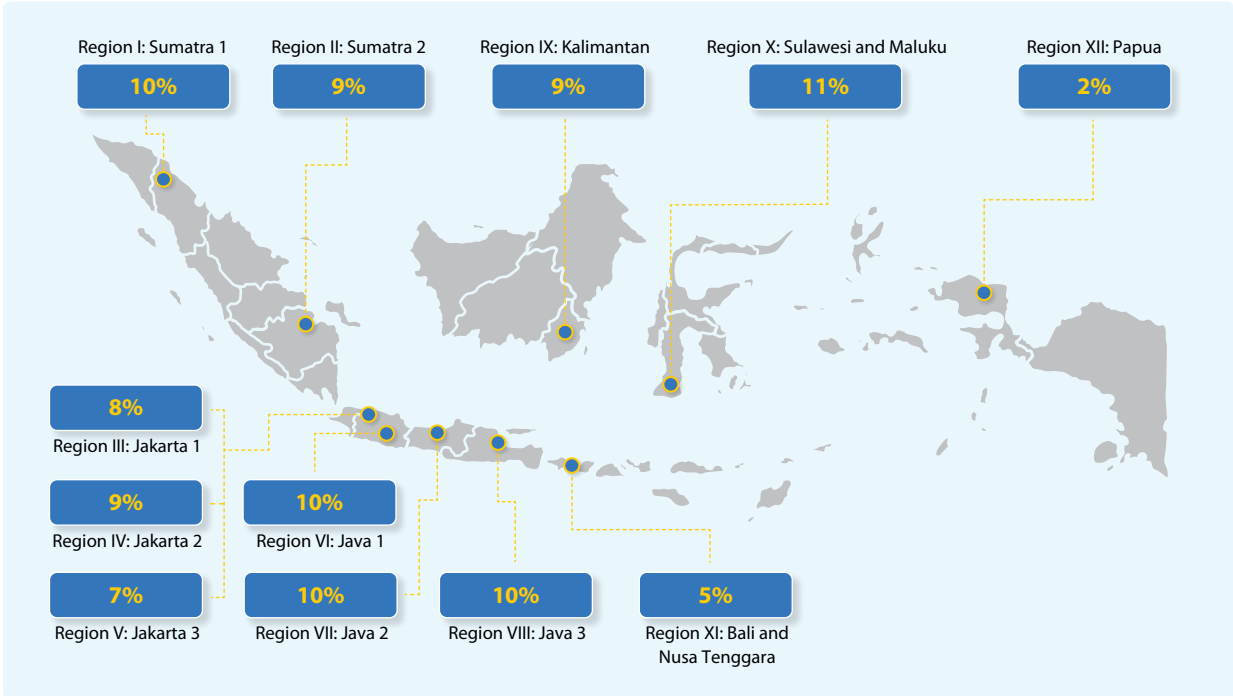 Region I: Sumatra 1
10%
Region II: Sumatra 2
9%
Region IX: Kalimantan
9%
Region X: Sulawesi and Maluku
11%
Region XII: Papua
2%
8%
Region III: Jakarta 1
9%
Region IV: Jakarta 2
7%
Region V: Jakarta 3
10%
Region VI: Java 1
10%
Region VII: Java 2
10%
Region VIII: Java 3
5%
Region XI: Bali and
Nusa Tenggara